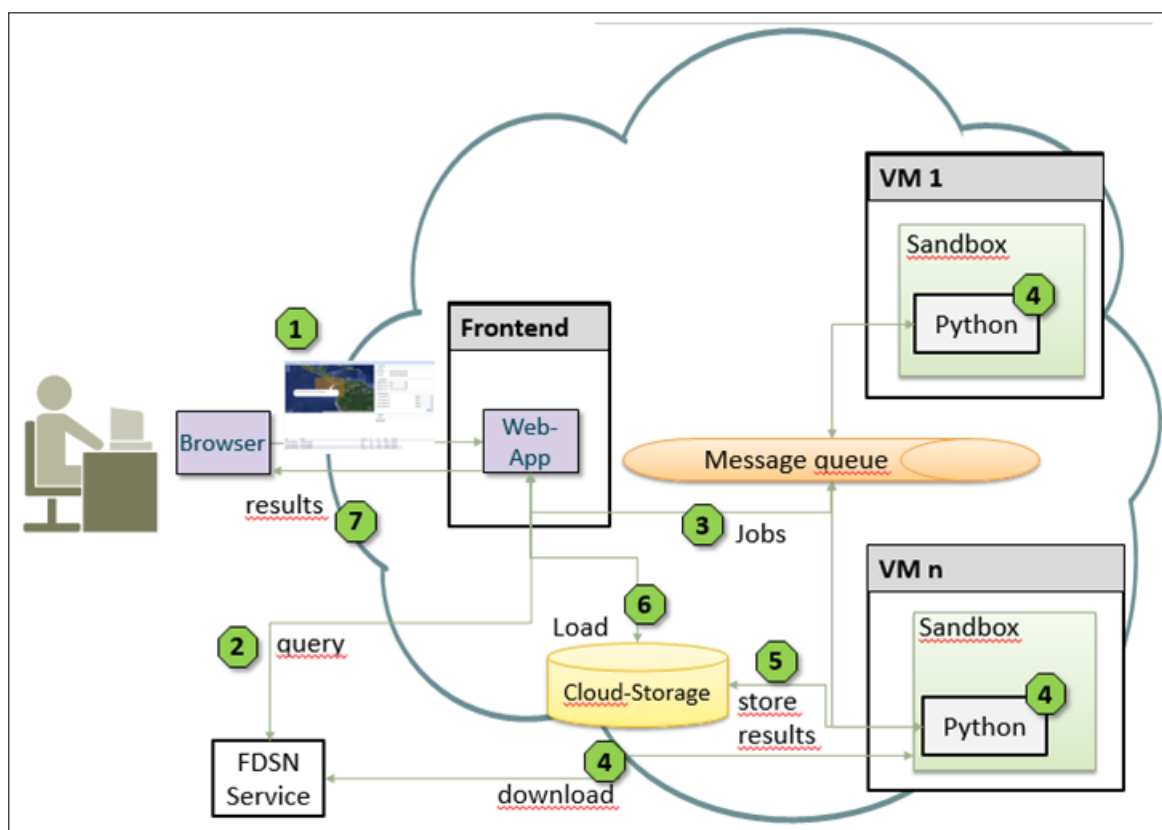 VM 1
Sandbox
4
Python
1
Frontend
Browser
Web-
App
Message queue
results
7
3
Jobs
VM n
6
2
query
Load
Sandbox
5
Cloud-Storage
store
results
4
Python
FDSN
Service
4
download